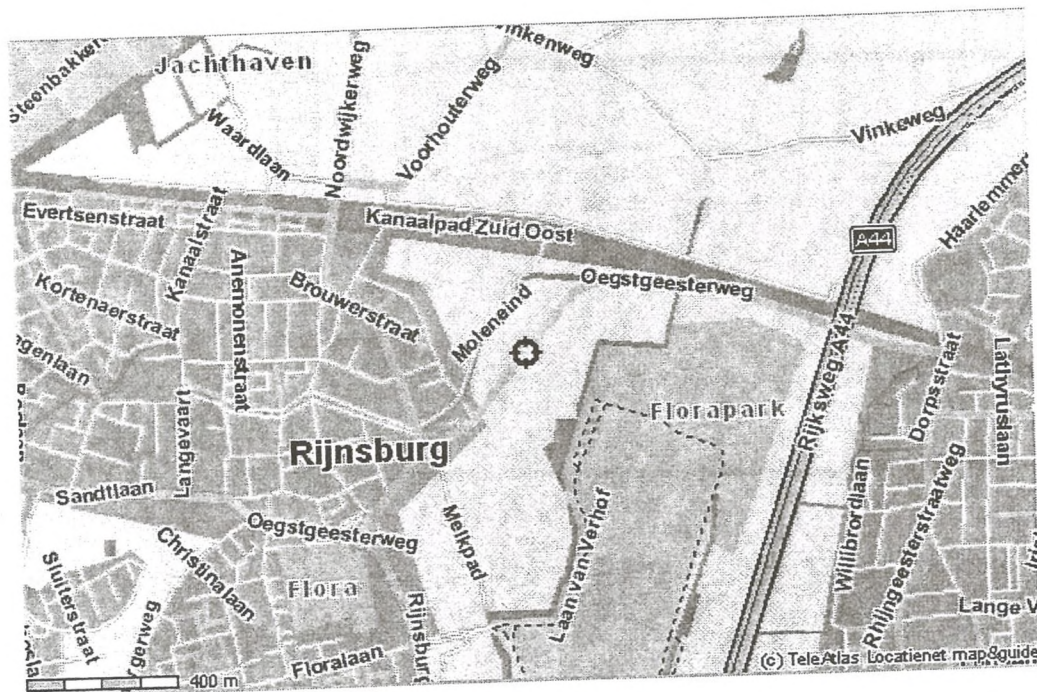 Jachthaven
Waardlaan
Noordwijkerweg
Voorhouterweg
Vinkenweg
Vinkeweg
A44
Evertsenstraat
Kanaalstraat
Kanaalpad Zuid Oost
Oegstgeesterweg
Kortenaerstraat
Anemonenstraat
Brouwerstraat
Moleneind
Langevaart
Rijnsburg
Florapark
Rijksweg A44
Dorpsstraat
Lathyruslaan
Sandtlaan
Oegstgeesterweg
Christinalaan
Sluiterstraat
Flora
Floralaan
Melkpad
Laan van Verhof
Willibrordlaan
Rhijngeesterstraatweg
400 m
(c) TeleAtlas Locatienet map&guide